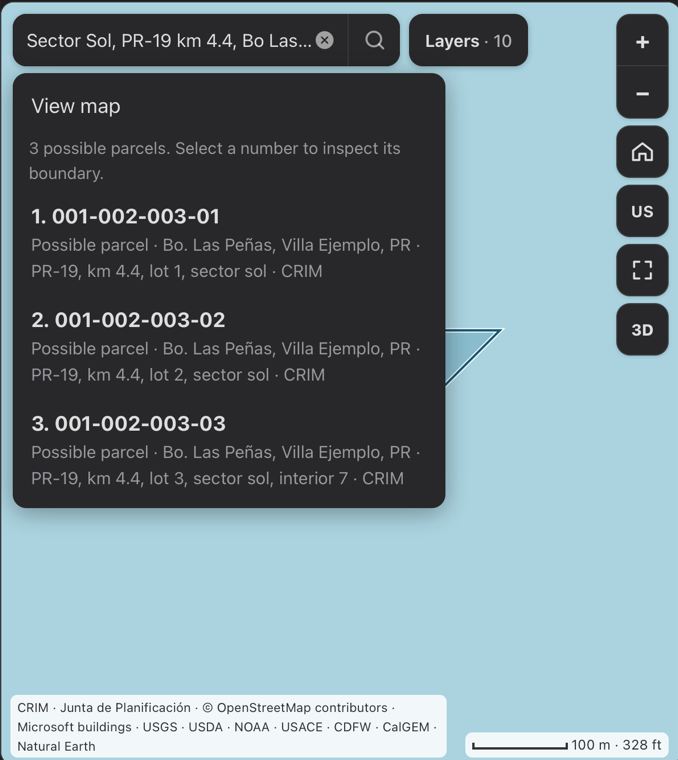 Sector Sol, PR-19 km 4.4, Bo Las...
Layers · 10
+
−
View map
3 possible parcels. Select a number to inspect its
boundary.
1. 001-002-003-01
Possible parcel · Bo. Las Peñas, Villa Ejemplo, PR ·
PR-19, km 4.4, lot 1, sector sol · CRIM
2. 001-002-003-02
Possible parcel · Bo. Las Peñas, Villa Ejemplo, PR ·
PR-19, km 4.4, lot 2, sector sol · CRIM
3. 001-002-003-03
Possible parcel · Bo. Las Peñas, Villa Ejemplo, PR ·
PR-19, km 4.4, lot 3, sector sol, interior 7 · CRIM
US
3D
CRIM · Junta de Planificación · © OpenStreetMap contributors ·
Microsoft buildings · USGS · USDA · NOAA · USACE · CDFW · CalGEM ·
Natural Earth
100 m · 328 ft